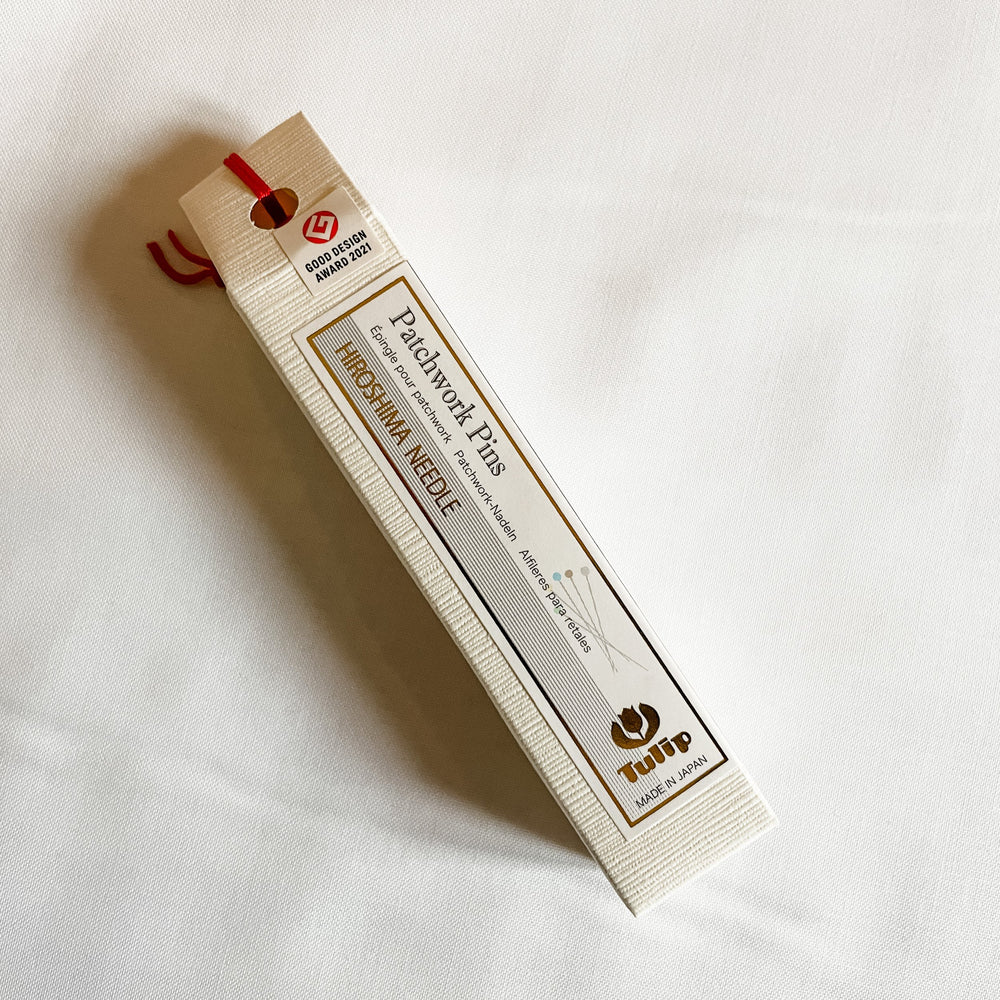 GOOD DESIGN
AWARD 2021
Patchwork Pins
Épingle pour patchwork Patchwork-Nadeln Alfileres para retales
HIROSHIMA NEEDLE
Tulip
MADE IN JAPAN